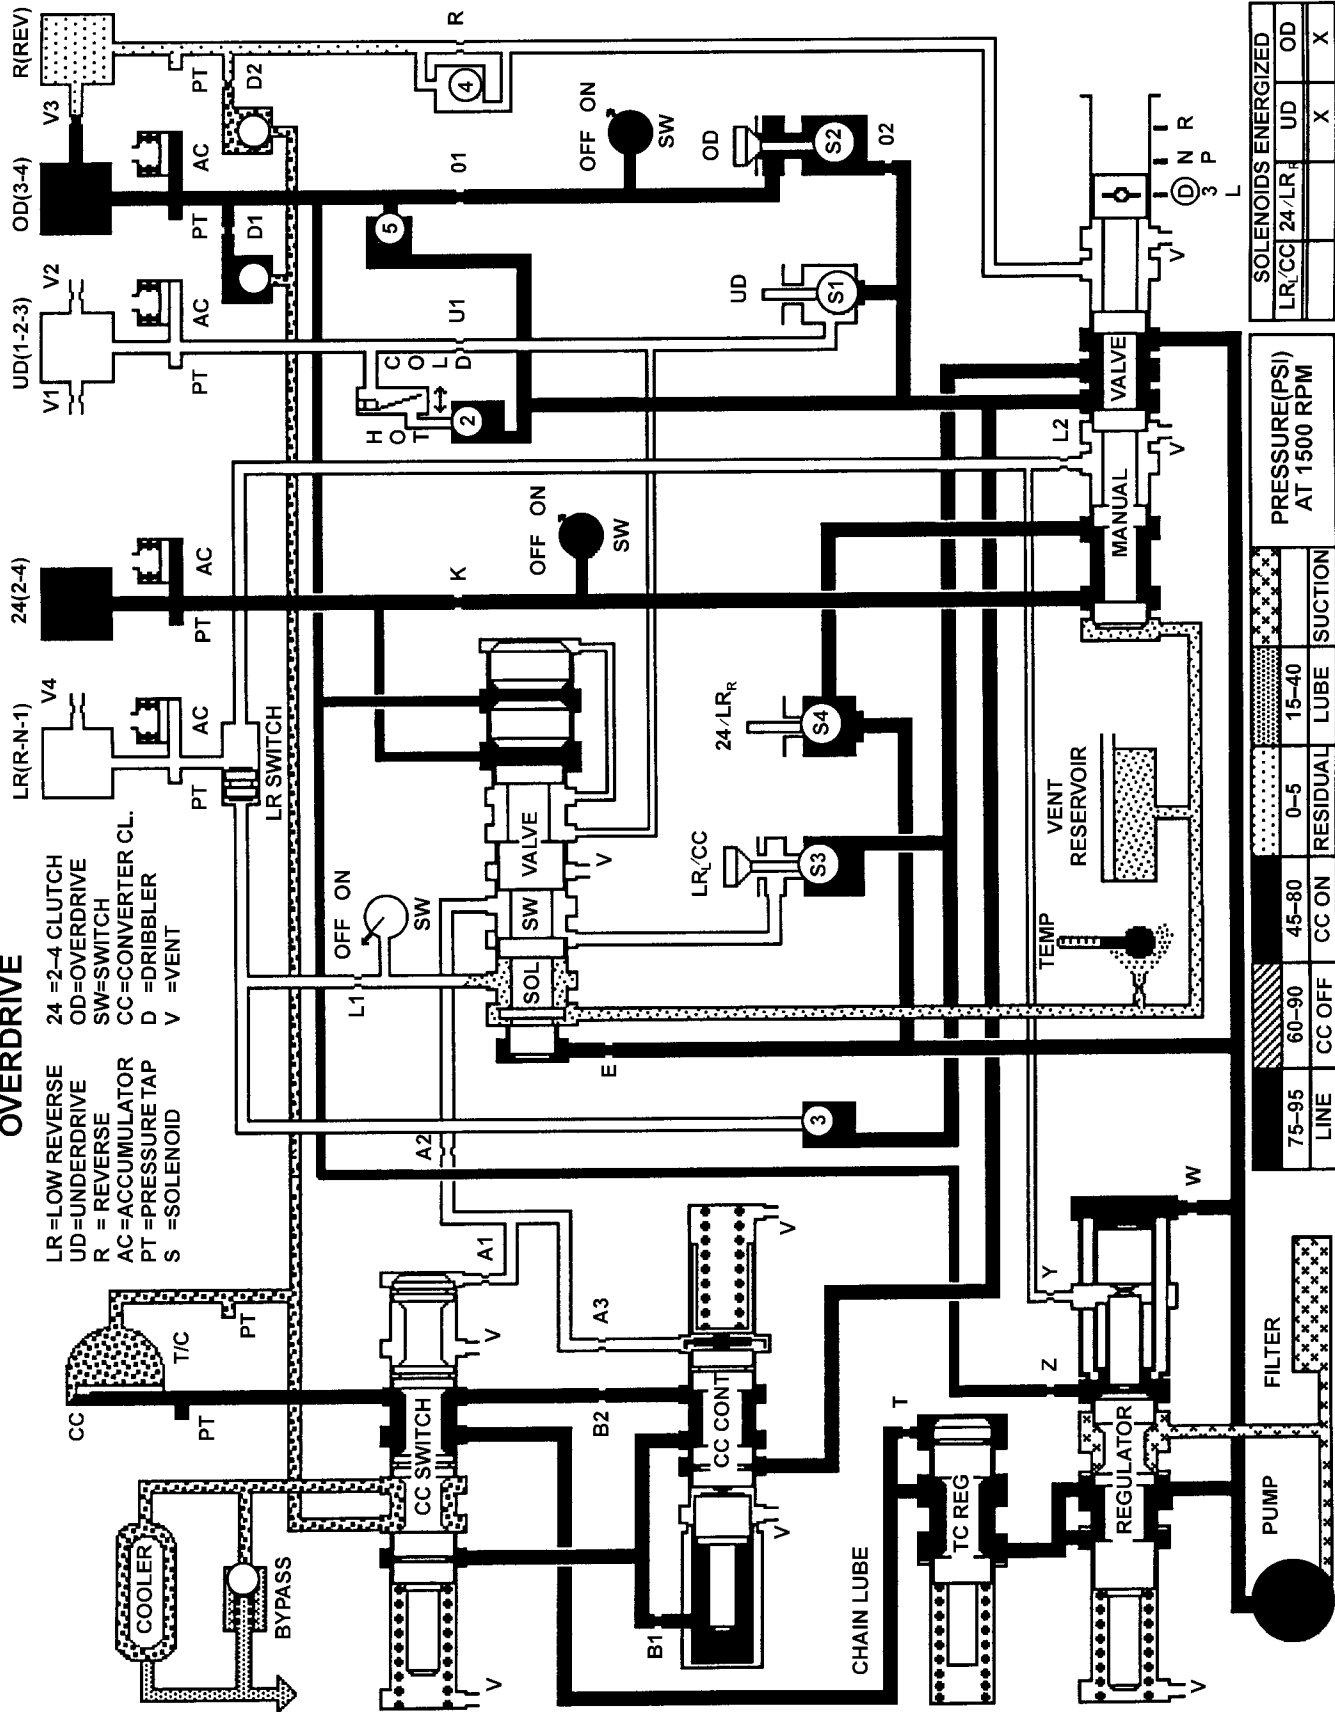 OVERDRIVE
LR =LOW REVERSE
UD=UNDERDRIVE
R = REVERSE
AC =ACCUMULATOR
PT =PRESSURE TAP
S =SOLENOID
24 =2–4 CLUTCH
OD=OVERDRIVE
SW=SWITCH
CC=CONVERTER CL.
D =DRIBBLER
V =VENT
LR(R-N-1)
V4
PT
AC
LR SWITCH
24(2-4)
PT
AC
K
OFF ON
SW
UD(1-2-3)
V1
V2
PT
AC
U1
C
O
L
D
H
O
T
2
OD(3-4)
V3
PT
AC
D1
5
01
OFF ON
SW
R(REV)
PT
D2
R
4
UD
S1
OD
S2
02
COOLER
BYPASS
CC
T/C
PT
PT
CC SWITCH
V
V
A1
A2
A3
L1
OFF ON
SW
SOL
SW
VALVE
V
E
LRL/CC
S3
24/LRR
S4
3
B1
B2
CC CONT
V
V
CHAIN LUBE
T
TC REG
Z
Y
W
REGULATOR
V
PUMP
FILTER
TEMP
VENT
RESERVOIR
MANUAL
VALVE
L2
V
V
D
3
L
N
P
R
75–95
60–90
45–80
0–5
15–40
LINE
CC OFF
CC ON
RESIDUAL
LUBE
SUCTION
PRESSURE(PSI)
AT 1500 RPM
SOLENOIDS ENERGIZED
LRL/CC
24/LRR
UD
OD
X
X